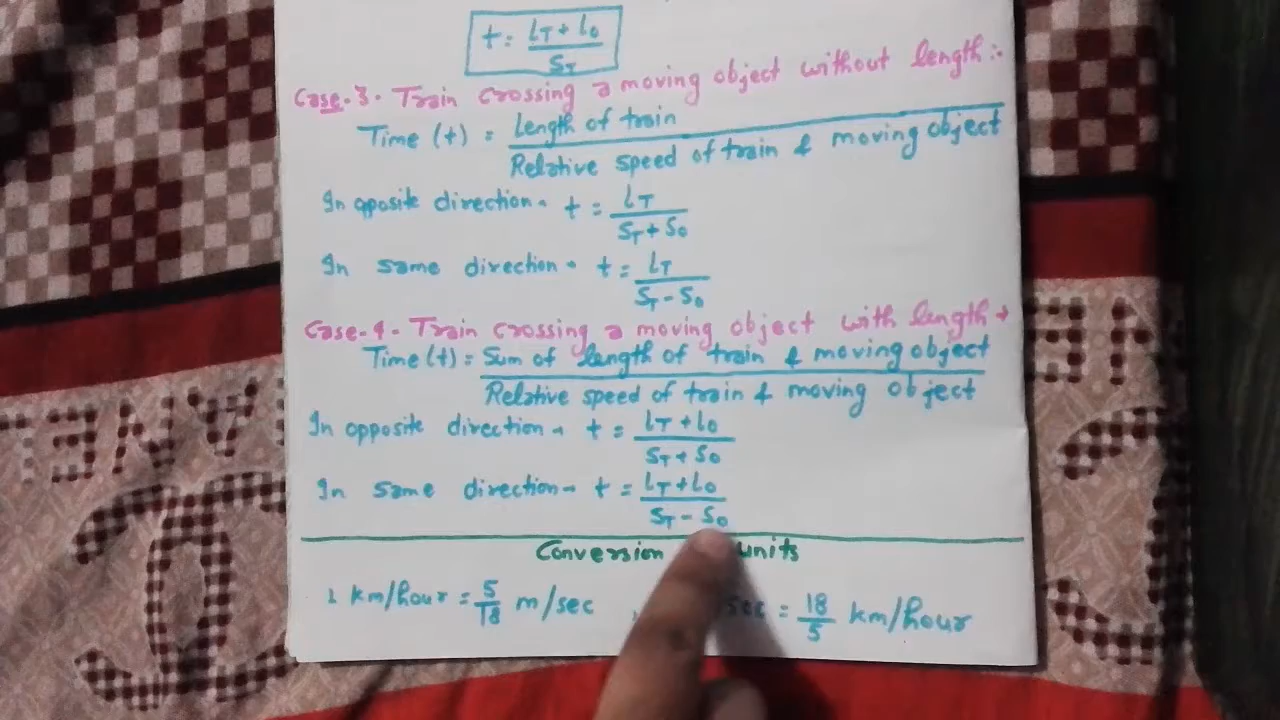 t = LT + LO / ST
Case-3- Train crossing a moving object without length:-
Time (t) = Length of train / Relative speed of train & moving object
In opposite direction - t = LT / ST + SO
In same direction - t = LT / ST - SO
Case-4- Train crossing a moving object with length →
Time (t) = Sum of length of train & moving object / Relative speed of train & moving object
In opposite direction - t = LT + LO / ST + SO
In same direction - t = LT + LO / ST - SO
Conversion units
1 km/hour = 5/18 m/sec , sec = 18/5 km/hour